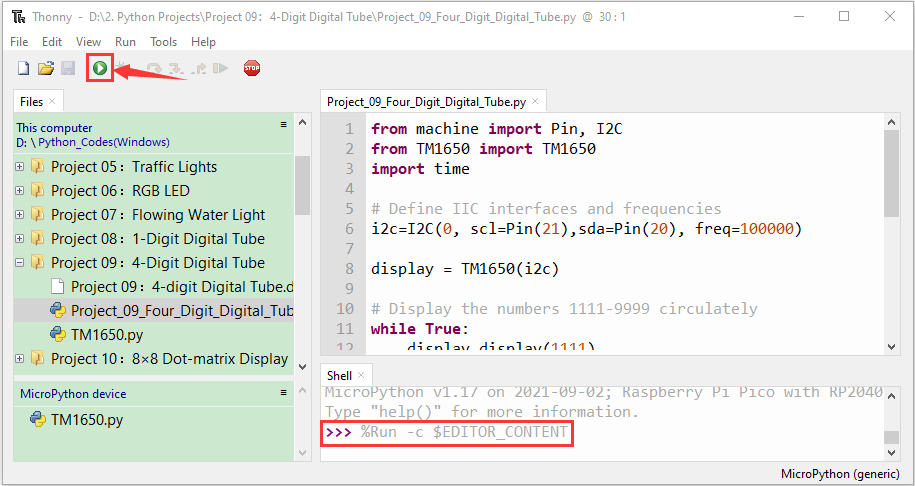 Thonny - D:\2. Python Projects\Project 09：4-Digit Digital Tube\Project_09_Four_Digit_Digital_Tube.py @ 30 : 1
File Edit View Run Tools Help
STOP
Files
This computer
D: \ Python_Codes(Windows)
Project 05：Traffic Lights
Project 06：RGB LED
Project 07：Flowing Water Light
Project 08：1-Digit Digital Tube
Project 09：4-Digit Digital Tube
Project 09：4-digit Digital Tube.d
Project_09_Four_Digit_Digital_Tub
TM1650.py
Project 10：8×8 Dot-matrix Display
MicroPython device
TM1650.py
Project_09_Four_Digit_Digital_Tube.py
1 from machine import Pin, I2C
2 from TM1650 import TM1650
3 import time
4
5 # Define IIC interfaces and frequencies
6 i2c=I2C(0, scl=Pin(21),sda=Pin(20), freq=100000)
7
8 display = TM1650(i2c)
9
10 # Display the numbers 1111-9999 circulately
11 while True:
12 display.display(1111)
Shell
MicroPython v1.17 on 2021-09-02; Raspberry Pi Pico with RP2040
Type "help()" for more information.
>>> %Run -c $EDITOR_CONTENT
MicroPython (generic)